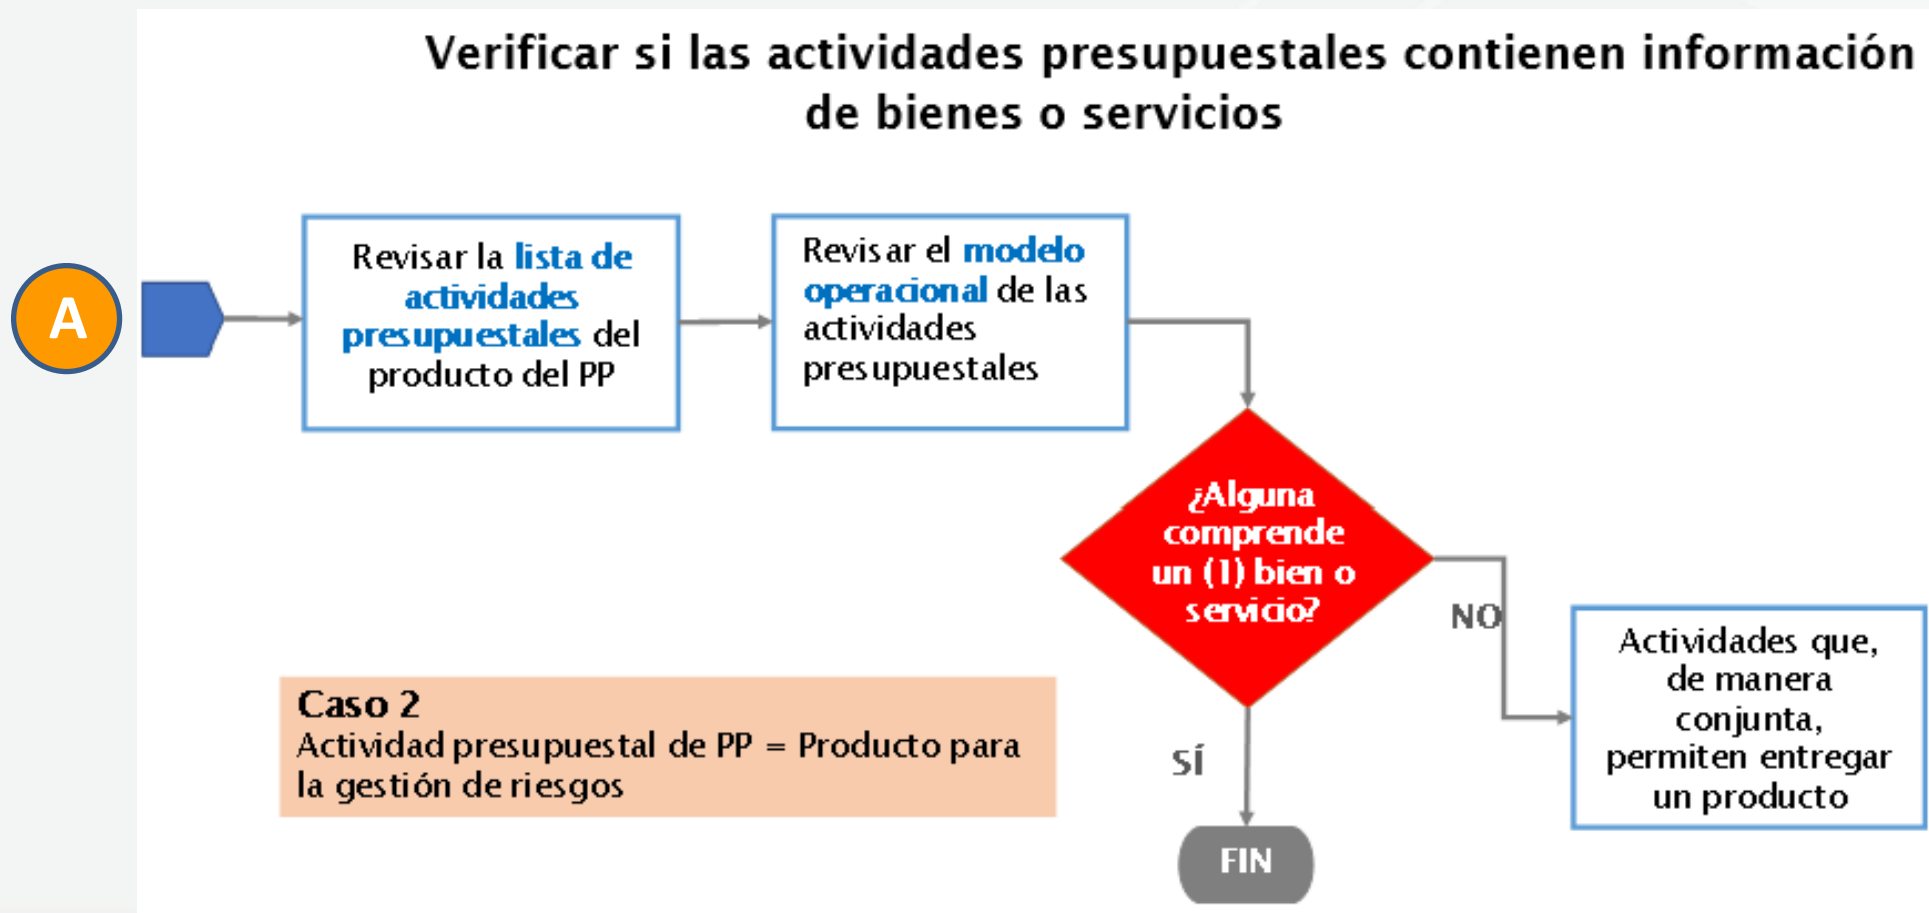 Verificar si las actividades presupuestales contienen información
de bienes o servicios
A
Revisar la lista de
actividades
presupuestales del
producto del PP
Revisar el modelo
operacional de las
actividades
presupuestales
¿Alguna
comprende
un (1) bien o
servicio?
NO
Actividades que,
de manera
conjunta,
permiten entregar
un producto
Caso 2
Actividad presupuestal de PP = Producto para
la gestión de riesgos
SÍ
FIN